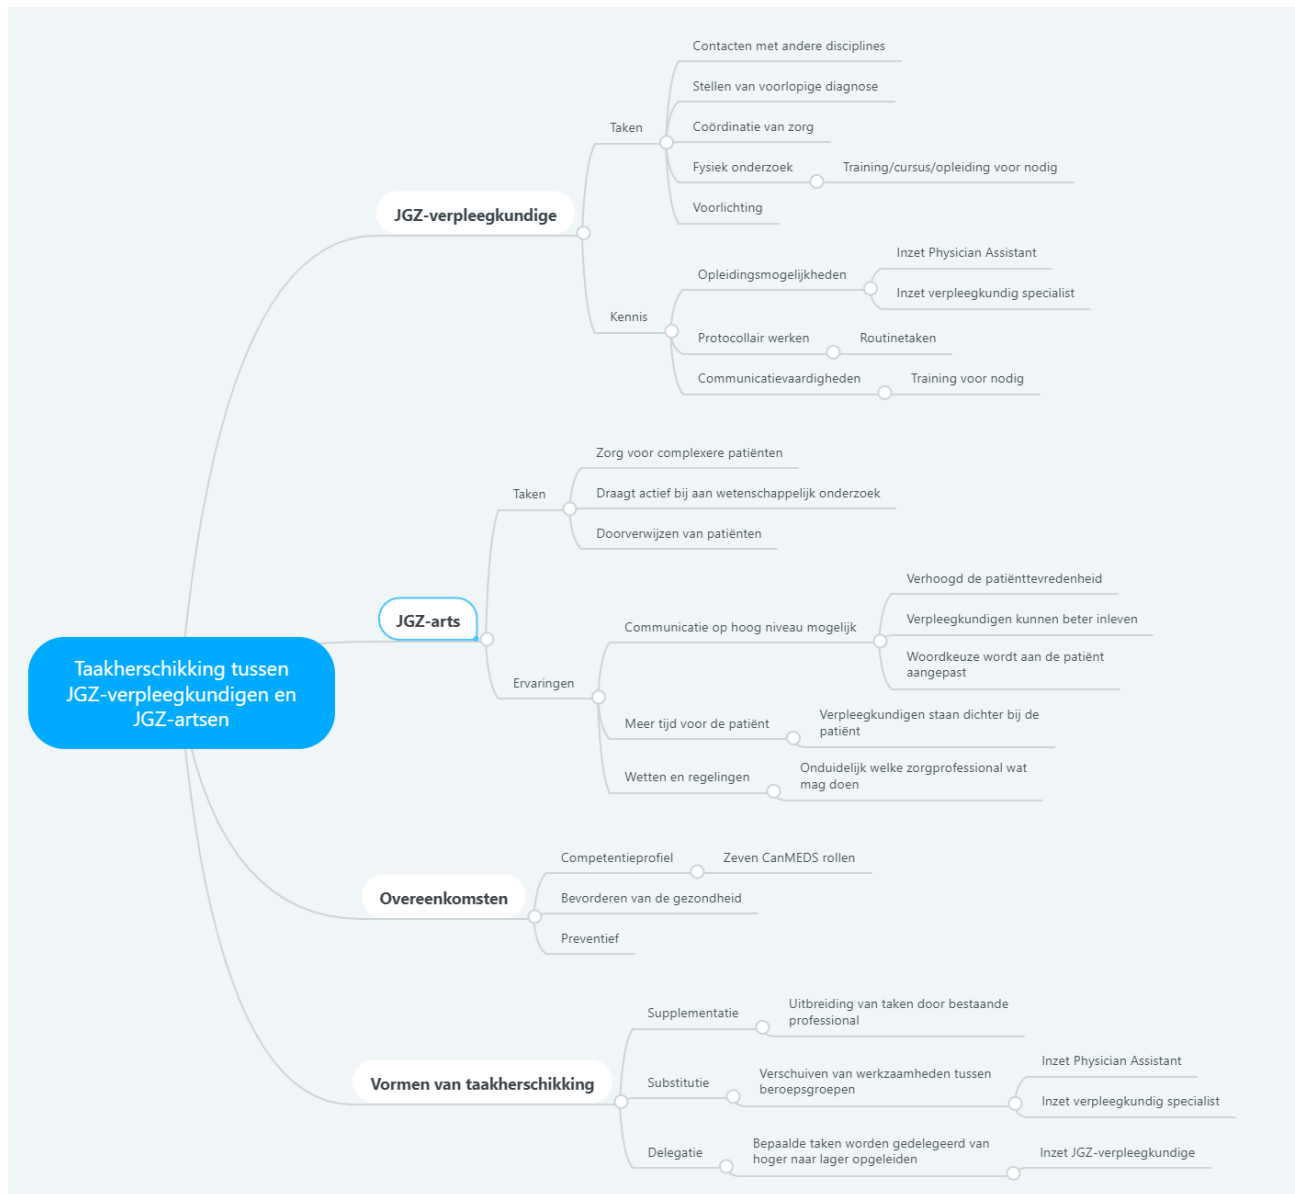 Taakherschikking tussen
JGZ-verpleegkundigen en
JGZ-artsen
JGZ-verpleegkundige
Taken
Contacten met andere disciplines
Stellen van voorlopige diagnose
Coördinatie van zorg
Fysiek onderzoek
Training/cursus/opleiding voor nodig
Voorlichting
Kennis
Opleidingsmogelijkheden
Inzet Physician Assistant
Inzet verpleegkundig specialist
Protocollair werken
Routinetaken
Communicatievaardigheden
Training voor nodig
JGZ-arts
Taken
Zorg voor complexere patiënten
Draagt actief bij aan wetenschappelijk onderzoek
Doorverwijzen van patiënten
Ervaringen
Communicatie op hoog niveau mogelijk
Verhoogd de patiënttevredenheid
Verpleegkundigen kunnen beter inleven
Woordkeuze wordt aan de patiënt
aangepast
Meer tijd voor de patiënt
Verpleegkundigen staan dichter bij de
patiënt
Wetten en regelingen
Onduidelijk welke zorgprofessional wat
mag doen
Overeenkomsten
Competentieprofiel
Zeven CanMEDS rollen
Bevorderen van de gezondheid
Preventief
Vormen van taakherschikking
Supplementatie
Uitbreiding van taken door bestaande
professional
Substitutie
Verschuiven van werkzaamheden tussen
beroepsgroepen
Inzet Physician Assistant
Inzet verpleegkundig specialist
Delegatie
Bepaalde taken worden gedelegeerd van
hoger naar lager opgeleiden
Inzet JGZ-verpleegkundige